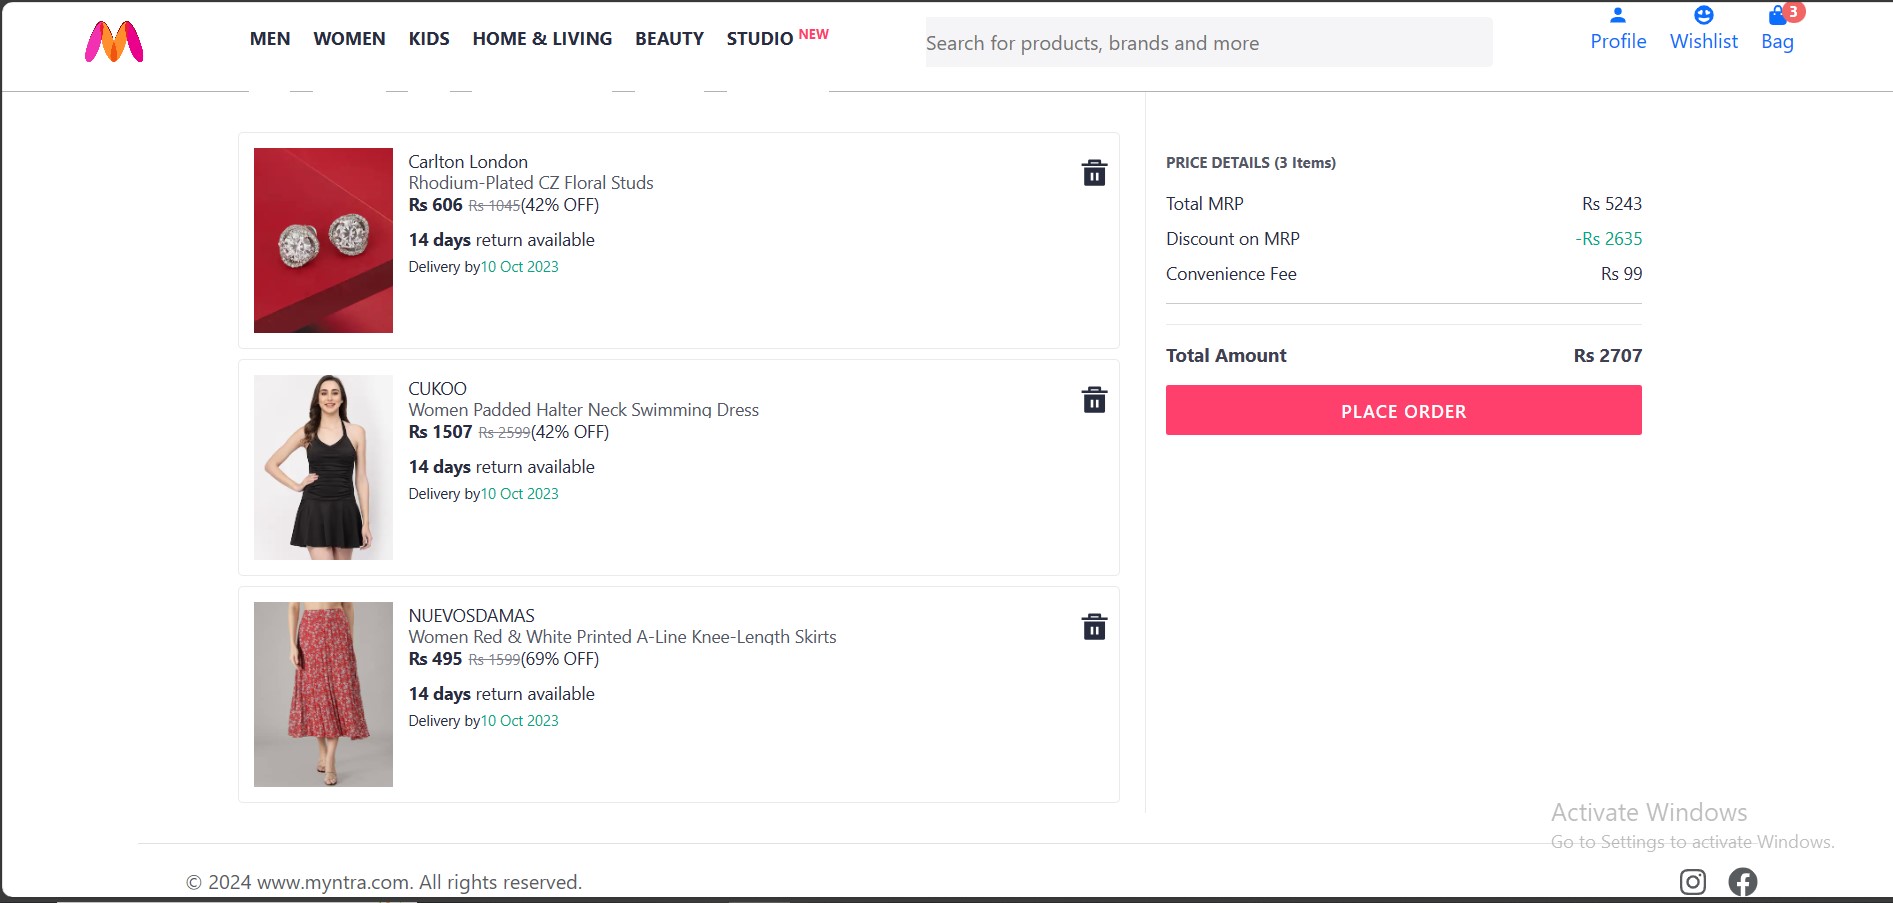 MEN WOMEN KIDS HOME & LIVING BEAUTY STUDIO NEW
Search for products, brands and more
Profile Wishlist Bag 3
Carlton London
Rhodium-Plated CZ Floral Studs
Rs 606 Rs 1045(42% OFF)
14 days return available
Delivery by10 Oct 2023
CUKOO
Women Padded Halter Neck Swimming Dress
Rs 1507 Rs 2599(42% OFF)
14 days return available
Delivery by10 Oct 2023
NUEVOSDAMAS
Women Red & White Printed A-Line Knee-Length Skirts
Rs 495 Rs 1599(69% OFF)
14 days return available
Delivery by10 Oct 2023
PRICE DETAILS (3 Items)
Total MRP Rs 5243
Discount on MRP -Rs 2635
Convenience Fee Rs 99
Total Amount Rs 2707
PLACE ORDER
Activate Windows
Go to Settings to activate Windows.
© 2024 www.myntra.com. All rights reserved.